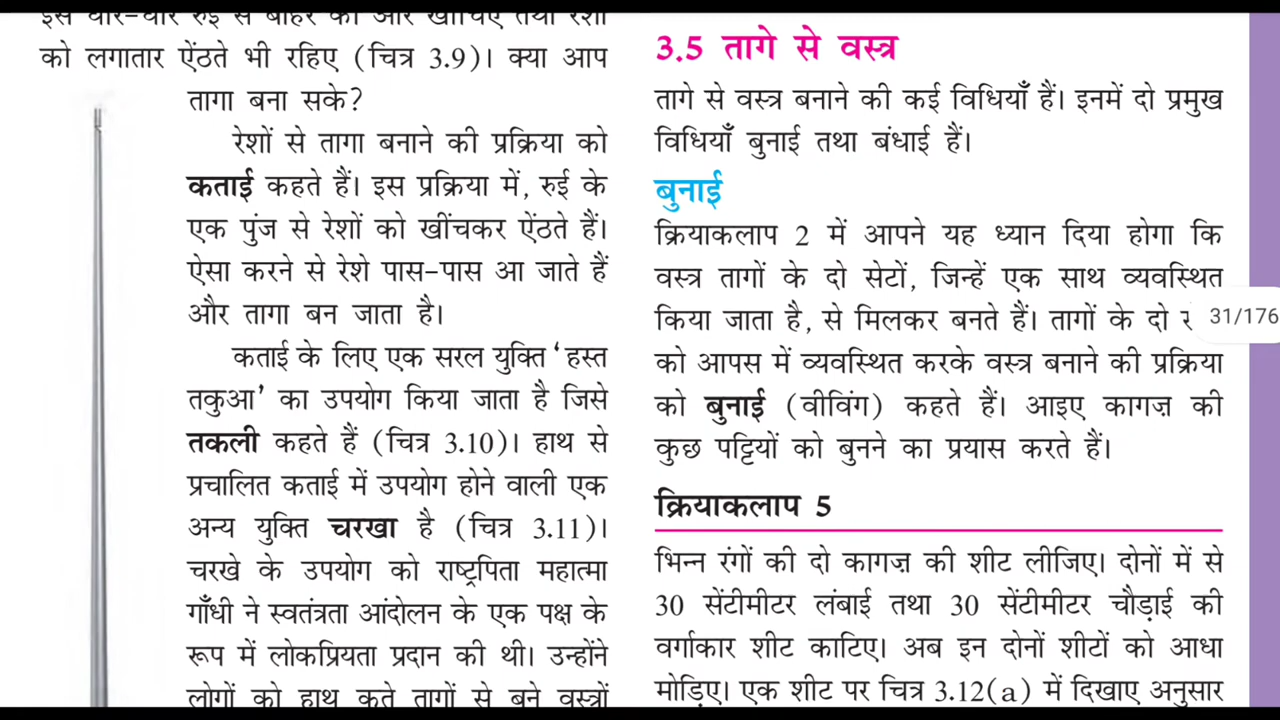 को लगातार ऐंठते भी रहिए (चित्र 3.9)। क्या आप
तागा बना सके?
रेशों से तागा बनाने की प्रक्रिया को
कताई कहते हैं। इस प्रक्रिया में, रुई के
एक पुंज से रेशों को खींचकर ऐंठते हैं।
ऐसा करने से रेशे पास-पास आ जाते हैं
और तागा बन जाता है।
कताई के लिए एक सरल युक्ति ‘हस्त
तकुआ’ का उपयोग किया जाता है जिसे
तकली कहते हैं (चित्र 3.10)। हाथ से
प्रचालित कताई में उपयोग होने वाली एक
अन्य युक्ति चरखा है (चित्र 3.11)।
चरखे के उपयोग को राष्ट्रपिता महात्मा
गाँधी ने स्वतंत्रता आंदोलन के एक पक्ष के
रूप में लोकप्रियता प्रदान की थी। उन्होंने
लोगों को हाथ कते तागों से बने वस्त्रों
3.5 तागे से वस्त्र
तागे से वस्त्र बनाने की कई विधियाँ हैं। इनमें दो प्रमुख
विधियाँ बुनाई तथा बंधाई हैं।
बुनाई
क्रियाकलाप 2 में आपने यह ध्यान दिया होगा कि
वस्त्र तागों के दो सेटों, जिन्हें एक साथ व्यवस्थित
किया जाता है, से मिलकर बनते हैं। तागों के दो
को आपस में व्यवस्थित करके वस्त्र बनाने की प्रक्रिया
को बुनाई (वीविंग) कहते हैं। आइए कागज़ की
कुछ पट्टियों को बुनने का प्रयास करते हैं।
क्रियाकलाप 5
भिन्न रंगों की दो कागज़ की शीट लीजिए। दोनों में से
30 सेंटीमीटर लंबाई तथा 30 सेंटीमीटर चौड़ाई की
वर्गाकार शीट काटिए। अब इन दोनों शीटों को आधा
मोड़िए। एक शीट पर चित्र 3.12(a) में दिखाए अनुसार
31/176